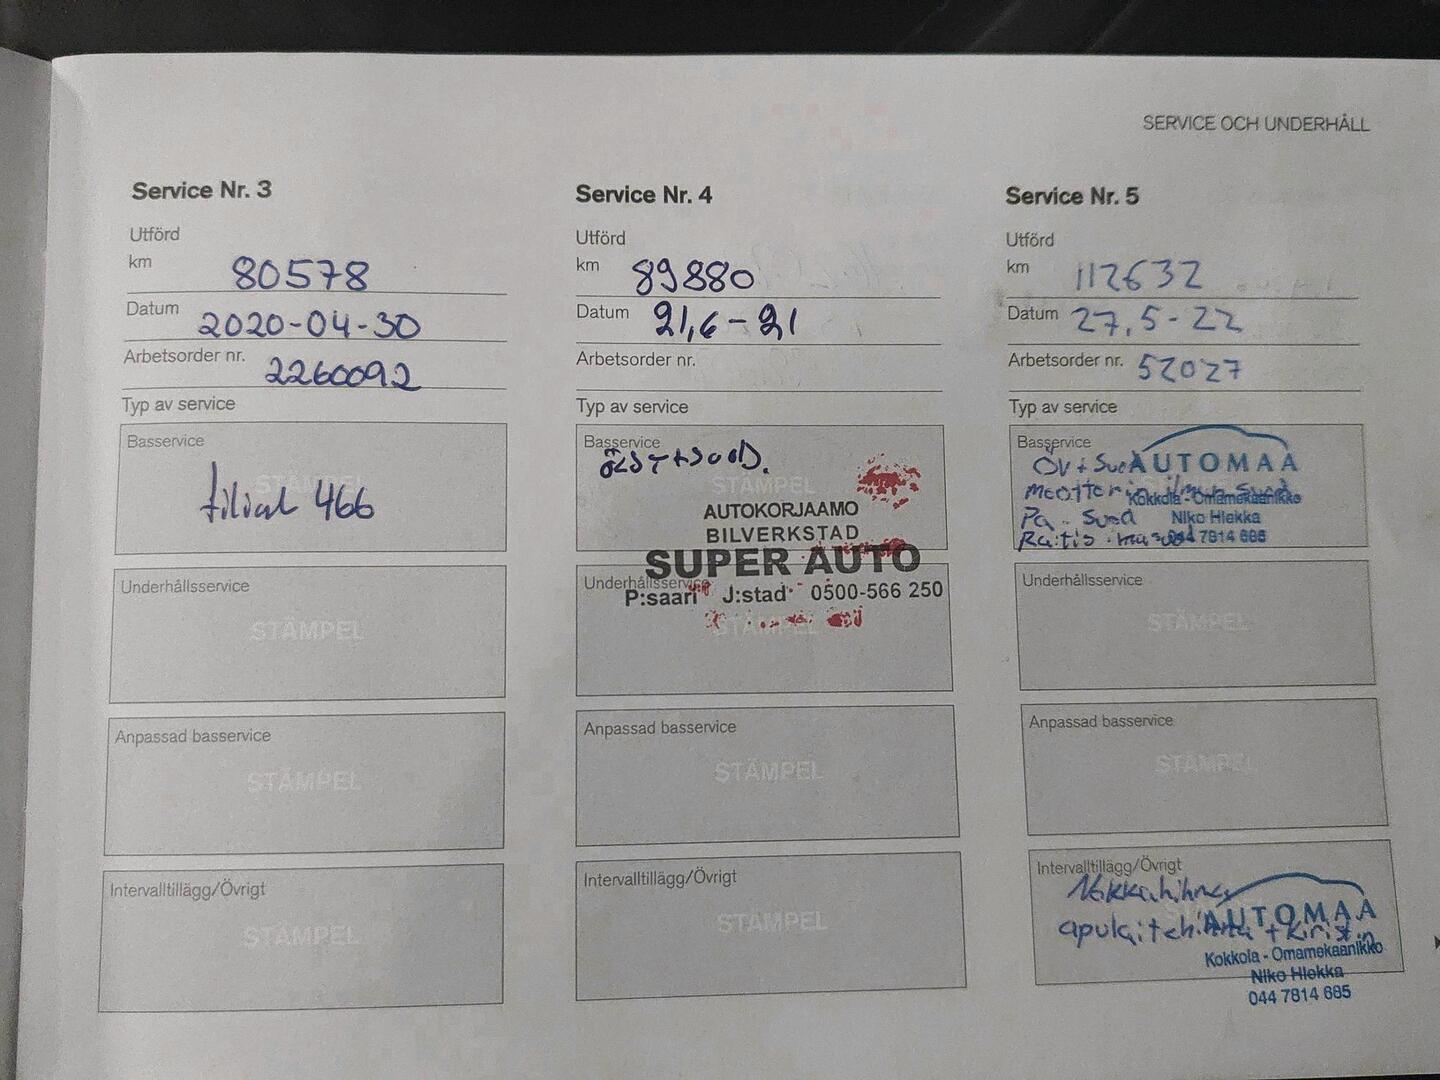 SERVICE OCH UNDERHÅLL
Service Nr. 3
Utförd
km 80578
Datum 2020-04-30
Arbetsorder nr. 2260092
Typ av service
Basservice
STÄMPEL
filial 466
Underhållsservice
STÄMPEL
Anpassad basservice
STÄMPEL
Intervalltillägg/Övrigt
STÄMPEL
Service Nr. 4
Utförd
km 89880
Datum 21,6-21
Arbetsorder nr.
Typ av service
Basservice
STÄMPEL
AUTOKORJAAMO
BILVERKSTAD
SUPER AUTO
Underhållsservice
P:saari J:stad 0500-566 250
STÄMPEL
Anpassad basservice
STÄMPEL
Intervalltillägg/Övrigt
STÄMPEL
Service Nr. 5
Utförd
km 112632
Datum 27,5-22
Arbetsorder nr. 52027
Typ av service
Basservice
AUTOMAA
Kokkola - Omamekaanikko
Niko Hiekka
044 7814 685
Underhållsservice
STÄMPEL
Anpassad basservice
STÄMPEL
Intervalltillägg/Övrigt
AUTOMAA
Kokkola - Omamekaanikko
Niko Hiekka
044 7814 685